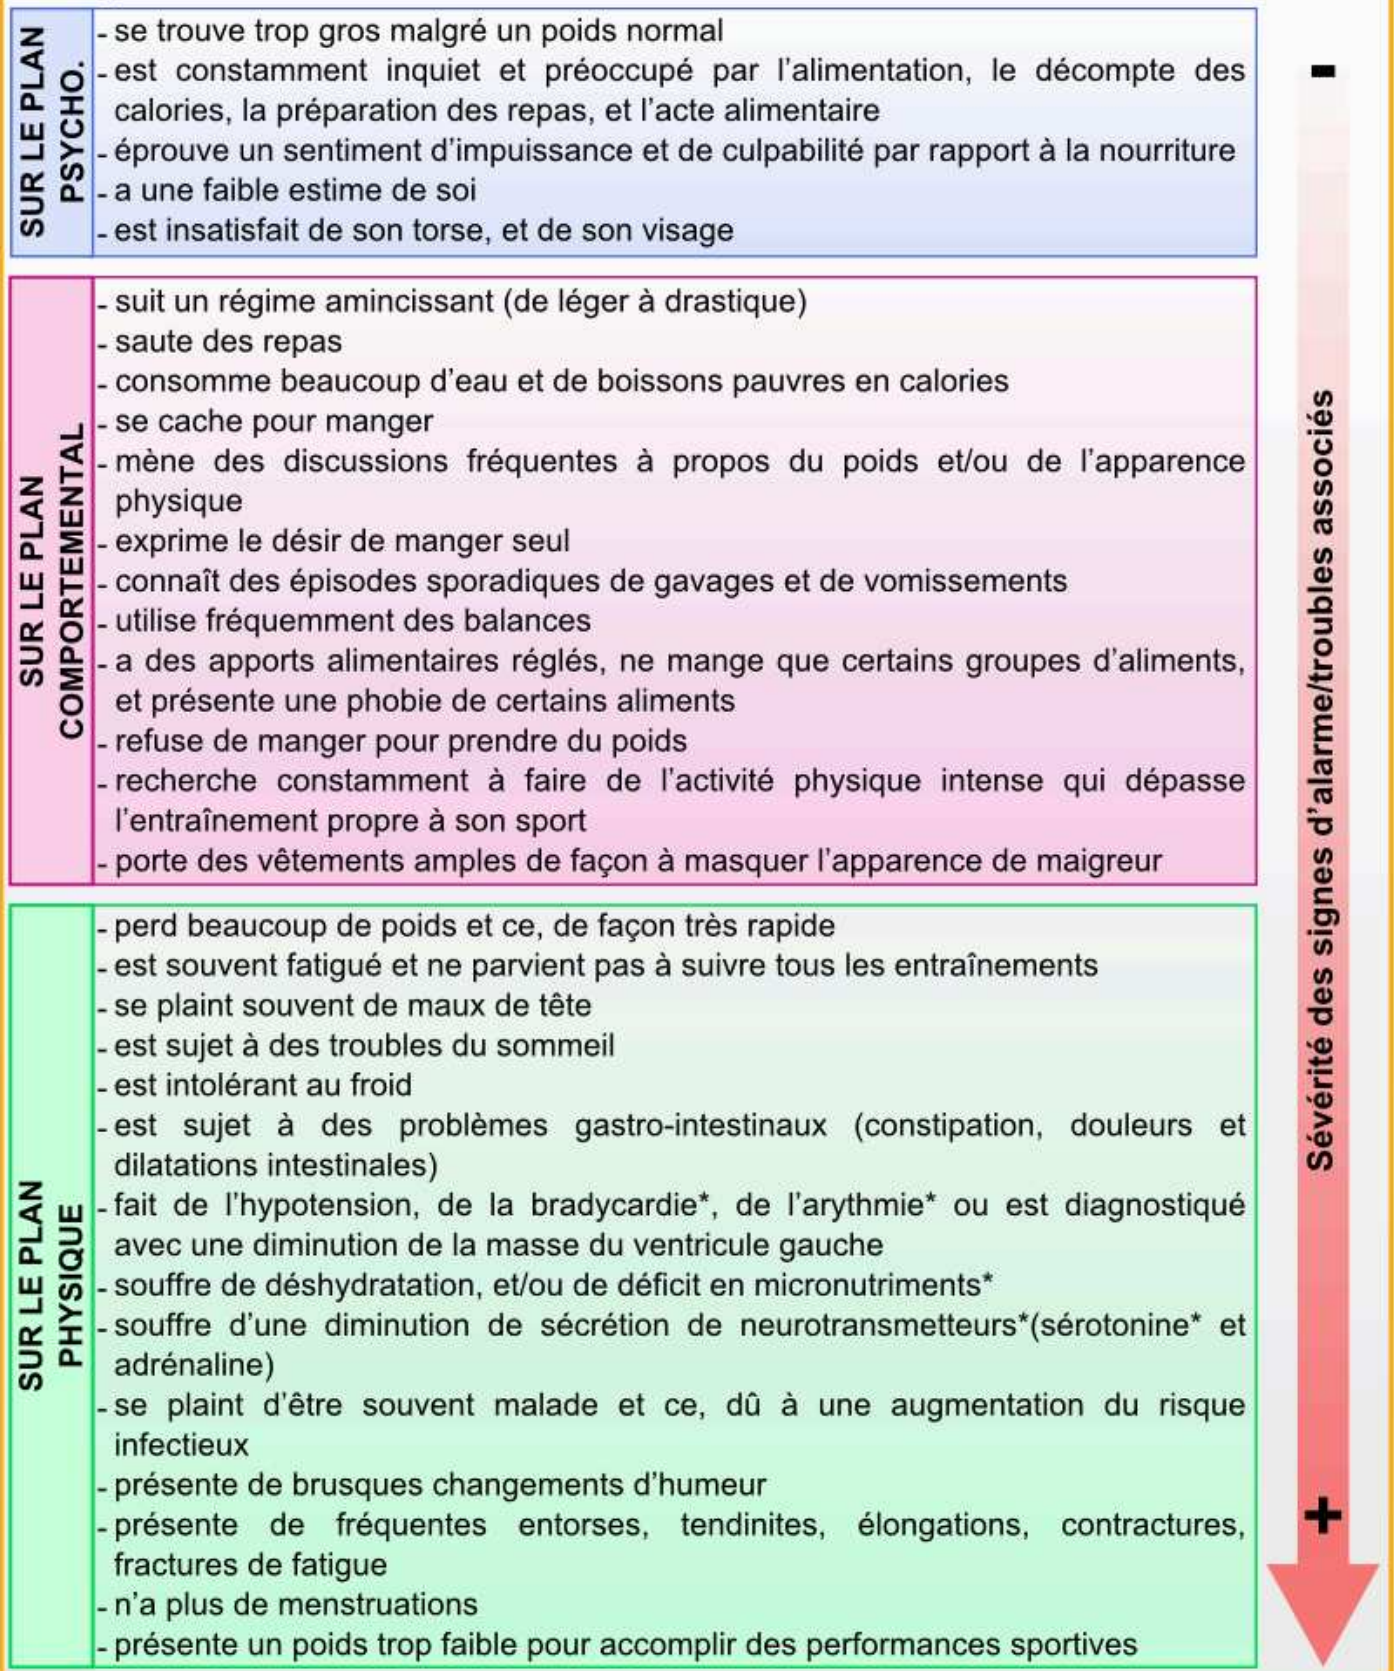 SUR LE PLAN
PSYCHO.
- se trouve trop gros malgré un poids normal
- est constamment inquiet et préoccupé par l'alimentation, le décompte des
calories, la préparation des repas, et l'acte alimentaire
- éprouve un sentiment d'impuissance et de culpabilité par rapport à la nourriture
- a une faible estime de soi
- est insatisfait de son torse, et de son visage
SUR LE PLAN
COMPORTEMENTAL
- suit un régime amincissant (de léger à drastique)
- saute des repas
- consomme beaucoup d'eau et de boissons pauvres en calories
- se cache pour manger
- mène des discussions fréquentes à propos du poids et/ou de l'apparence
physique
- exprime le désir de manger seul
- connaît des épisodes sporadiques de gavages et de vomissements
- utilise fréquemment des balances
- a des apports alimentaires réglés, ne mange que certains groupes d'aliments,
et présente une phobie de certains aliments
- refuse de manger pour prendre du poids
- recherche constamment à faire de l'activité physique intense qui dépasse
l'entraînement propre à son sport
- porte des vêtements amples de façon à masquer l'apparence de maigreur
SUR LE PLAN
PHYSIQUE
- perd beaucoup de poids et ce, de façon très rapide
- est souvent fatigué et ne parvient pas à suivre tous les entraînements
- se plaint souvent de maux de tête
- est sujet à des troubles du sommeil
- est intolérant au froid
- est sujet à des problèmes gastro-intestinaux (constipation, douleurs et
dilatations intestinales)
- fait de l'hypotension, de la bradycardie*, de l'arythmie* ou est diagnostiqué
avec une diminution de la masse du ventricule gauche
- souffre de déshydratation, et/ou de déficit en micronutriments*
- souffre d'une diminution de sécrétion de neurotransmetteurs*(sérotonine* et
adrénaline)
- se plaint d'être souvent malade et ce, dû à une augmentation du risque
infectieux
- présente de brusques changements d'humeur
- présente de fréquentes entorses, tendinites, élongations, contractures,
fractures de fatigue
- n'a plus de menstruations
- présente un poids trop faible pour accomplir des performances sportives
-
Sévérité des signes d'alarme/troubles associés
+